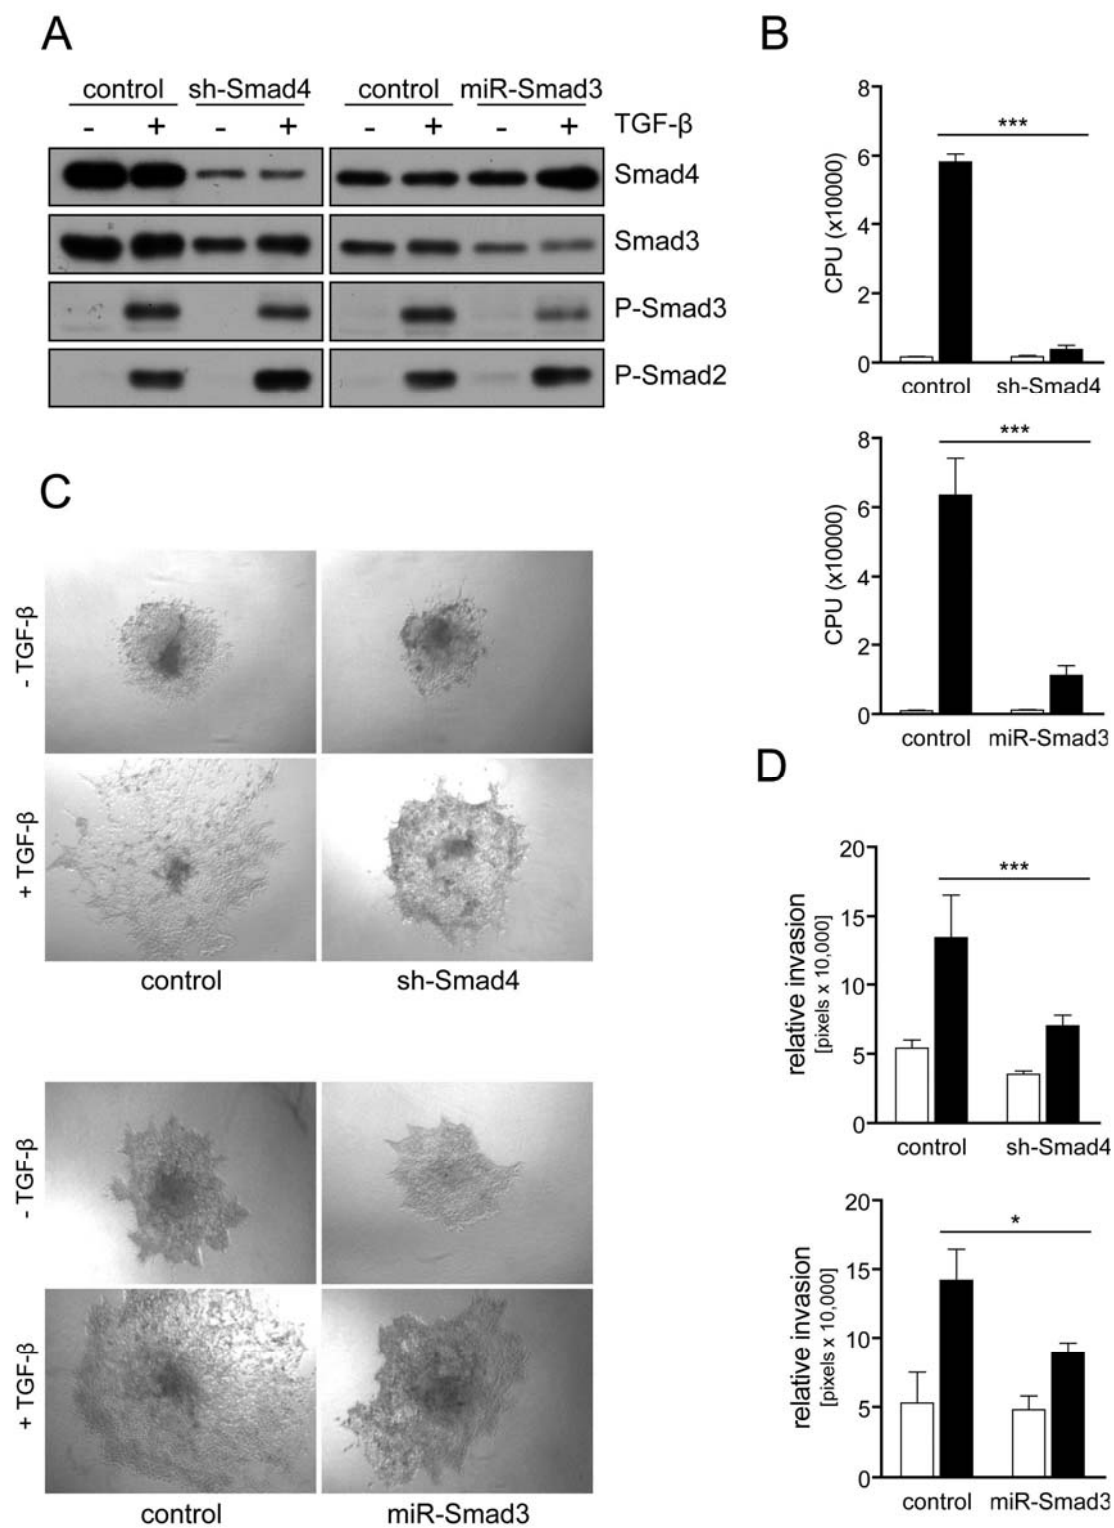 A
control sh-Smad4 control miR-Smad3
- + - + - + - + TGF-β
Smad4
Smad3
P-Smad3
P-Smad2
B
8
6
4
2
0
CPU (x10000)
***
control sh-Smad4
8
6
4
2
0
CPU (x10000)
***
control miR-Smad3
C
- TGF-β
+ TGF-β
control sh-Smad4
- TGF-β
+ TGF-β
control miR-Smad3
D
20
15
10
5
0
relative invasion
[pixels x 10,000]
***
control sh-Smad4
20
15
10
5
0
relative invasion
[pixels x 10,000]
*
control miR-Smad3